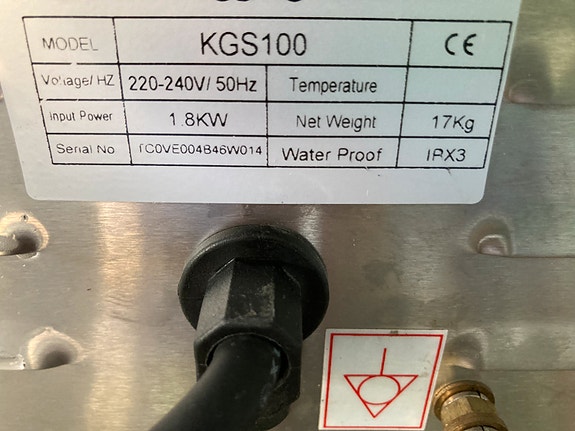 MODEL KGS100 CE
Voltage/ HZ 220-240V/ 50Hz Temperature
Input Power 1.8KW Net Weight 17Kg
Serial No TC0VE004B46W014 Water Proof IPX3